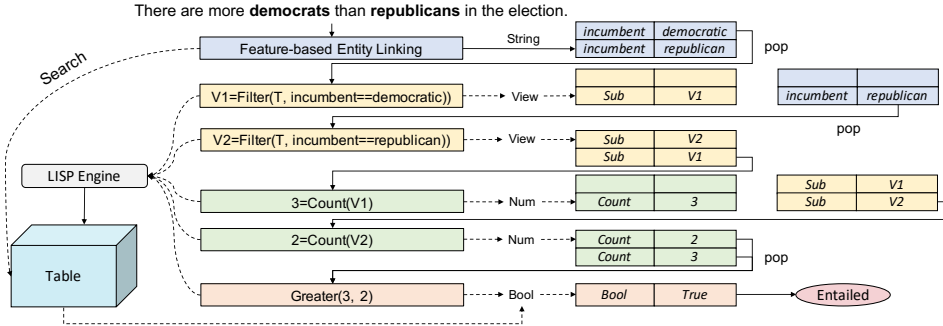 There are more democrats than republicans in the election.
Feature-based Entity Linking
String
incumbent democratic
incumbent republican
pop
Search
V1=Filter(T, incumbent==democratic))
View
Sub V1
incumbent republican
V2=Filter(T, incumbent==republican))
View
Sub V2
Sub V1
pop
LISP Engine
3=Count(V1)
Num
Count 3
Sub V1
Sub V2
2=Count(V2)
Num
Count 2
Count 3
pop
Table
Greater(3, 2)
Bool
Bool True
Entailed